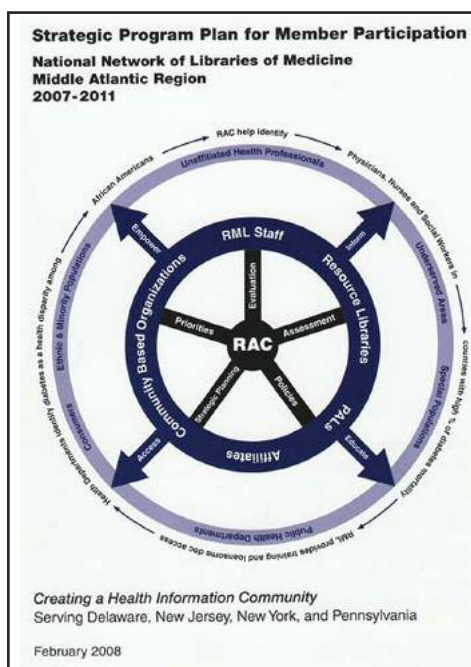 Strategic Program Plan for Member Participation
National Network of Libraries of Medicine
Middle Atlantic Region
2007-2011
RAC help identify
Physicians, Nurses and Social Workers in
counties with high % of diabetes mortality
RML provides training and loansome doc access
Health Departments identify diabetes as a health disparity among
African Americans
Unaffiliated Health Professionals
Underserved Areas
Special Populations
Public Health Departments
Consumers
Ethnic & Minority Populations
Empower
Inform
Educate
Access
RML Staff
Resource Libraries
PALS
Affiliates
Community Based Organizations
Evaluation
Assessment
Policies
Strategic Planning
Priorities
RAC
Creating a Health Information Community
Serving Delaware, New Jersey, New York, and Pennsylvania
February 2008